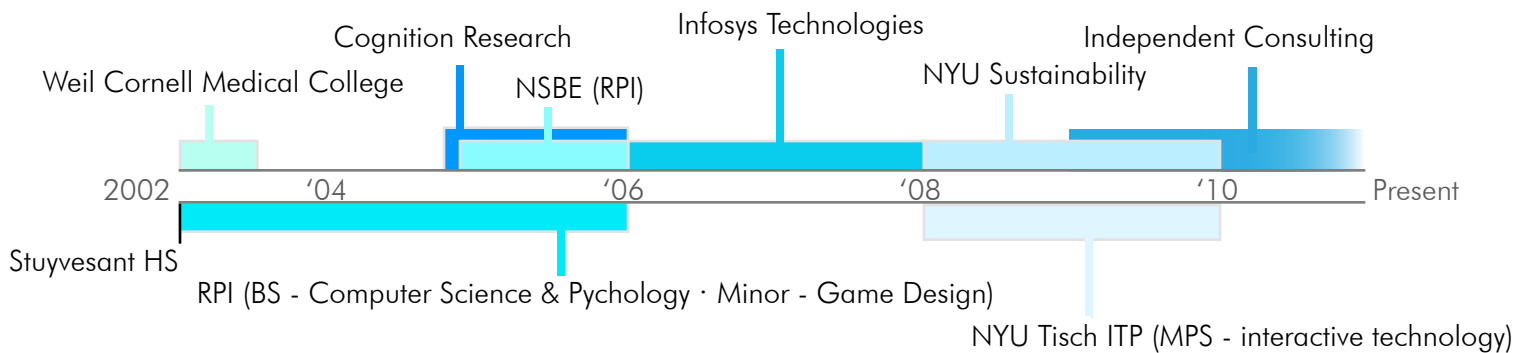 Infosys Technologies
Cognition Research
Independent Consulting
Weil Cornell Medical College
NSBE (RPI)
NYU Sustainability
2002 ‘04 ‘06 ‘08 ‘10 Present
Stuyvesant HS
RPI (BS - Computer Science & Pychology · Minor - Game Design)
NYU Tisch ITP (MPS - interactive technology)